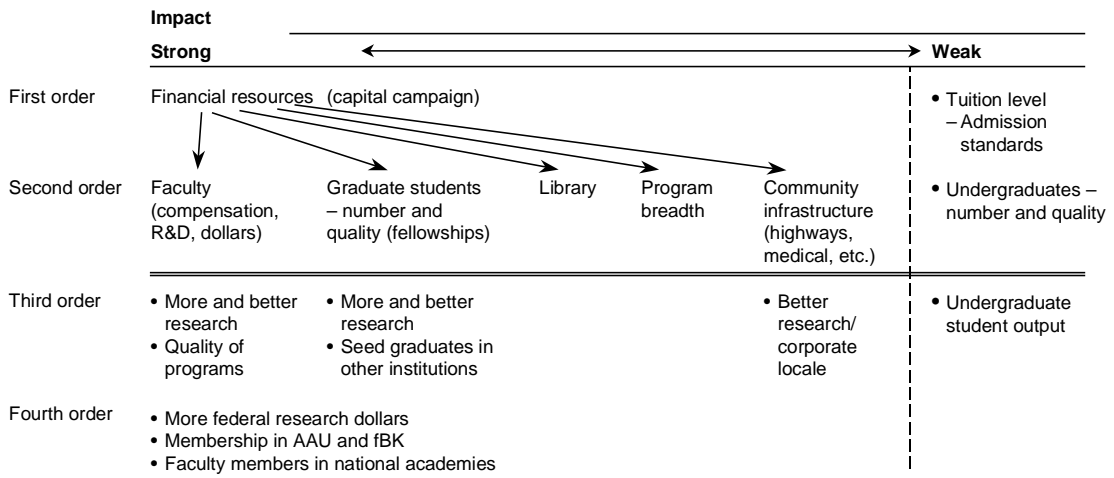 Impact
Strong
Weak
First order
Financial resources (capital campaign)
• Tuition level
– Admission
standards
Second order
Faculty
(compensation,
R&D, dollars)
Graduate students
– number and
quality (fellowships)
Library
Program
breadth
Community
infrastructure
(highways,
medical, etc.)
• Undergraduates –
number and quality
Third order
• More and better
research
• Quality of
programs
• More and better
research
• Seed graduates in
other institutions
• Better
research/
corporate
locale
• Undergraduate
student output
Fourth order
• More federal research dollars
• Membership in AAU and fBK
• Faculty members in national academies